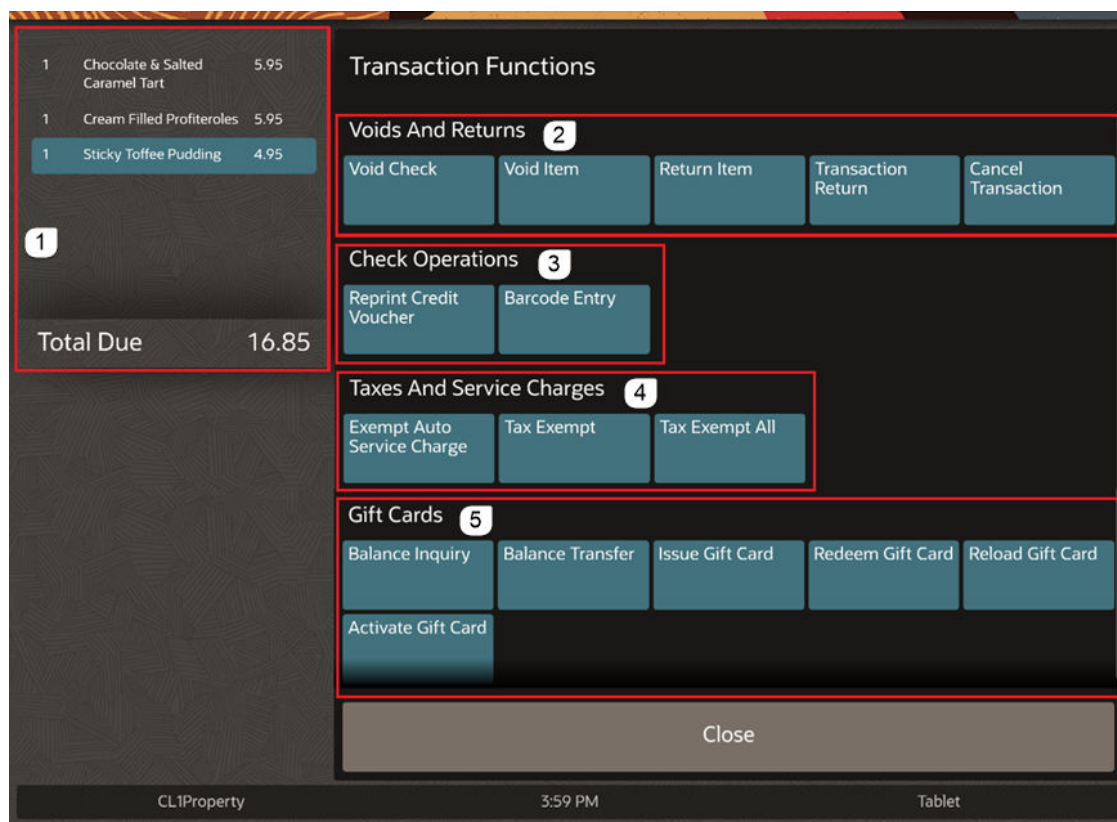 1 Chocolate & Salted 5.95
Caramel Tart
1 Cream Filled Profiteroles 5.95
1 Sticky Toffee Pudding 4.95
1
Total Due 16.85
Transaction Functions
Voids And Returns 2
Void Check Void Item Return Item Transaction Cancel
Return Transaction
Check Operations 3
Reprint Credit Barcode Entry
Voucher
Taxes And Service Charges 4
Exempt Auto Tax Exempt Tax Exempt All
Service Charge
Gift Cards 5
Balance Inquiry Balance Transfer Issue Gift Card Redeem Gift Card Reload Gift Card
Activate Gift Card
Close
CL1Property 3:59 PM Tablet